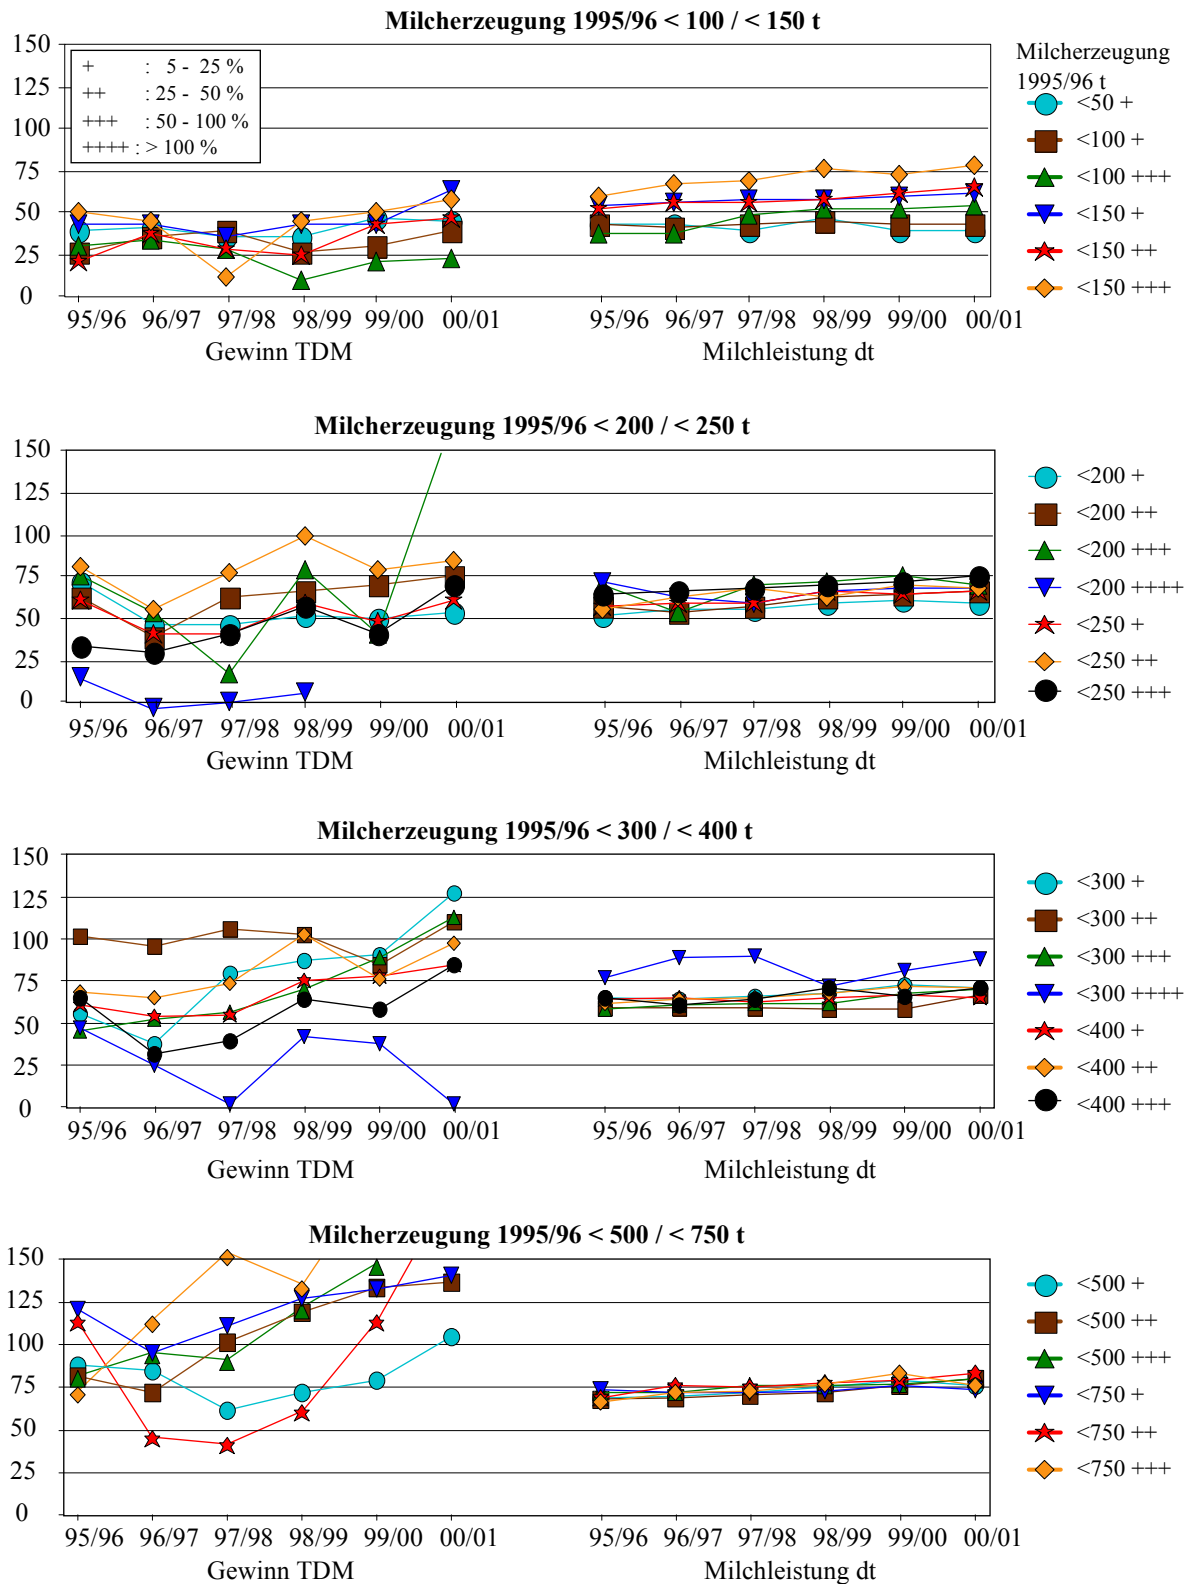 Milcherzeugung 1995/96 < 100 / < 150 t
150
125
100
75
50
25
0
+ : 5 - 25 %
++ : 25 - 50 %
+++ : 50 - 100 %
++++ : > 100 %
95/96 96/97 97/98 98/99 99/00 00/01
Gewinn TDM
95/96 96/97 97/98 98/99 99/00 00/01
Milchleistung dt
Milcherzeugung
1995/96 t
<50 +
<100 +
<100 +++
<150 +
<150 ++
<150 +++
Milcherzeugung 1995/96 < 200 / < 250 t
150
125
100
75
50
25
0
95/96 96/97 97/98 98/99 99/00 00/01
Gewinn TDM
95/96 96/97 97/98 98/99 99/00 00/01
Milchleistung dt
<200 +
<200 ++
<200 +++
<200 ++++
<250 +
<250 ++
<250 +++
Milcherzeugung 1995/96 < 300 / < 400 t
150
125
100
75
50
25
0
95/96 96/97 97/98 98/99 99/00 00/01
Gewinn TDM
95/96 96/97 97/98 98/99 99/00 00/01
Milchleistung dt
<300 +
<300 ++
<300 +++
<300 ++++
<400 +
<400 ++
<400 +++
Milcherzeugung 1995/96 < 500 / < 750 t
150
125
100
75
50
25
0
95/96 96/97 97/98 98/99 99/00 00/01
Gewinn TDM
95/96 96/97 97/98 98/99 99/00 00/01
Milchleistung dt
<500 +
<500 ++
<500 +++
<750 +
<750 ++
<750 +++